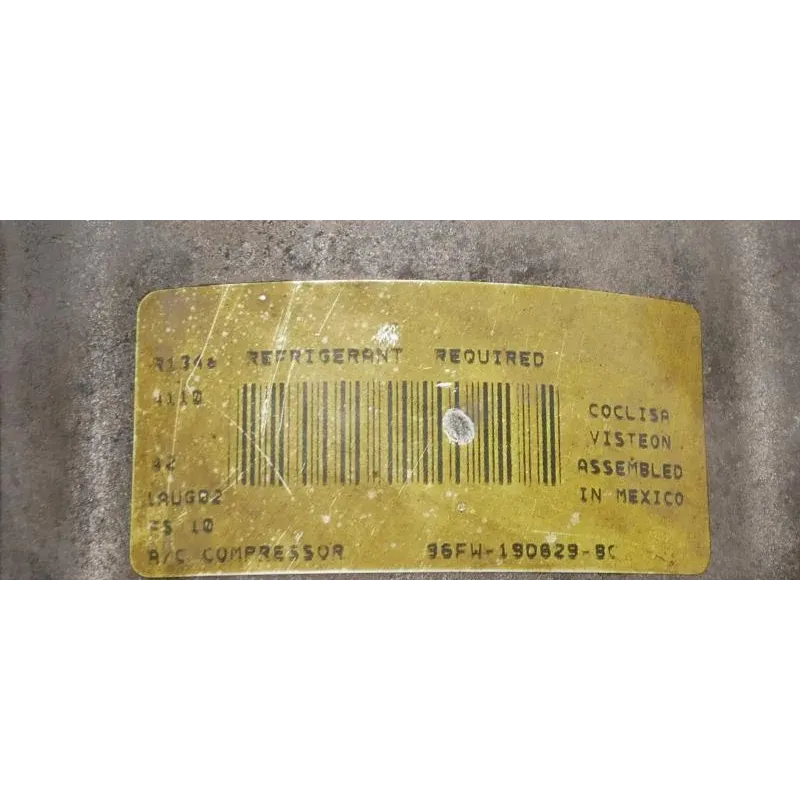 R134a REFRIGERANT REQUIRED
4110
COCLISA
VISTEON
42
ASSEMBLED
1AUG02
IN MEXICO
FS 10
A/C COMPRESSOR 96FW-19D629-BC